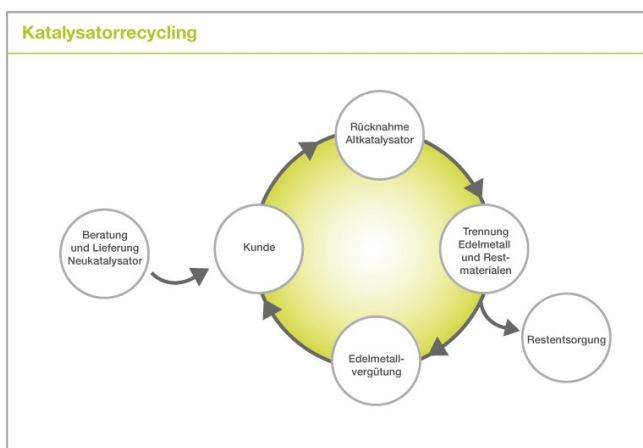 Katalysatorrecycling
Rücknahme
Altkatalysator
Beratung
und Lieferung
Neukatalysator
Kunde
Trennung
Edelmetall
und Rest-
materialen
Edelmetall-
vergütung
Restentsorgung